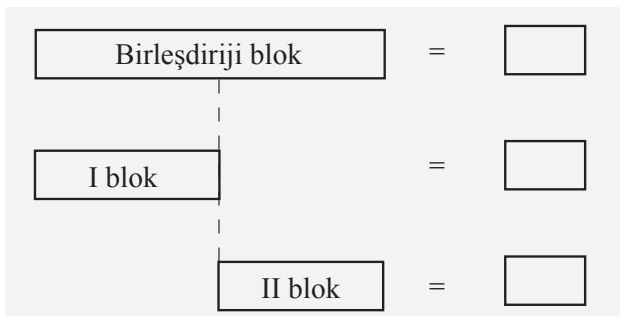 Birleşdiriji blok =
I blok =
II blok =